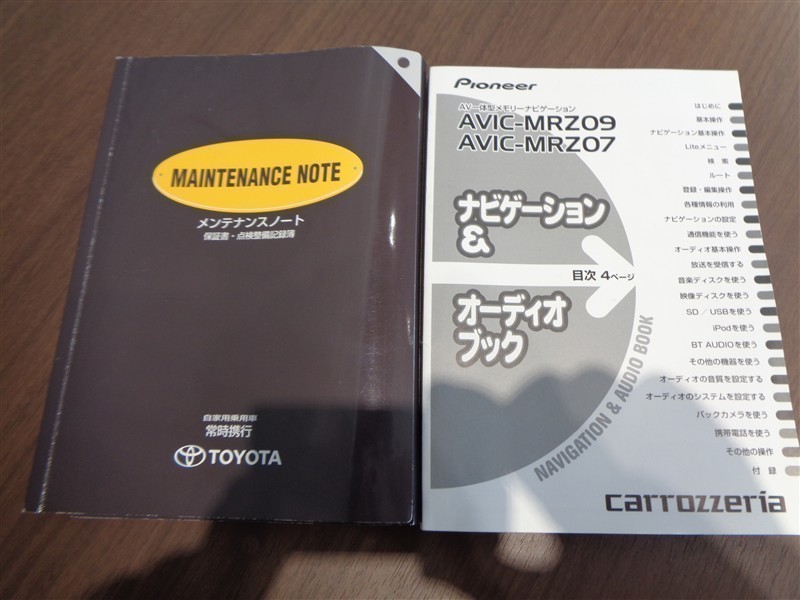 MAINTENANCE NOTE
メンテナンスノート
保証書・点検整備記録簿
自家用乗用車
常時携行
TOYOTA
Pioneer
AV一体型メモリーナビゲーション
AVIC-MRZ09
AVIC-MRZ07
ナビゲーション
&
目次 4ページ
オーディオ
ブック
NAVIGATION & AUDIO BOOK
はじめに
基本操作
ナビゲーション基本操作
Liteメニュー
検 索
ルート
登録・編集操作
各種情報の利用
ナビゲーションの設定
通信機能を使う
オーディオ基本操作
放送を受信する
音楽ディスクを使う
映像ディスクを使う
SD/USBを使う
iPodを使う
BT AUDIOを使う
その他の機器を使う
オーディオの音質を設定する
オーディオのシステムを設定する
バックカメラを使う
携帯電話を使う
その他の操作
付 録
carrozzeria